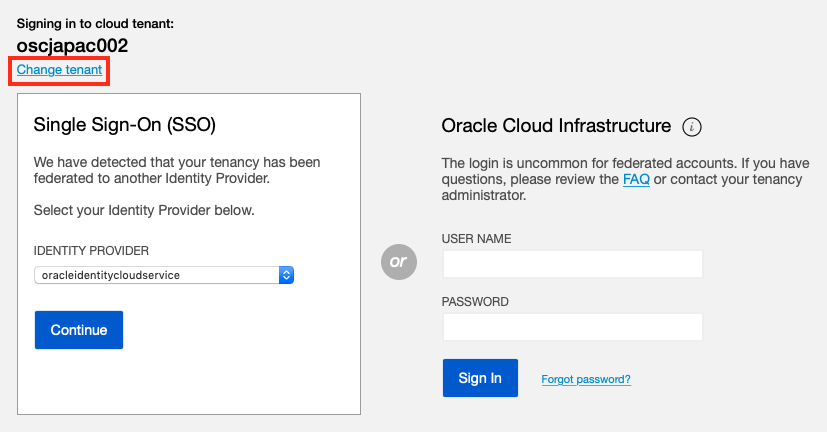 Signing in to cloud tenant:
oscjapac002
Change tenant
Single Sign-On (SSO)
We have detected that your tenancy has been
federated to another Identity Provider.
Select your Identity Provider below.
IDENTITY PROVIDER
oracleidentitycloudservice
Continue
or
Oracle Cloud Infrastructure i
The login is uncommon for federated accounts. If you have
questions, please review the FAQ or contact your tenancy
administrator.
USER NAME
PASSWORD
Sign In Forgot password?